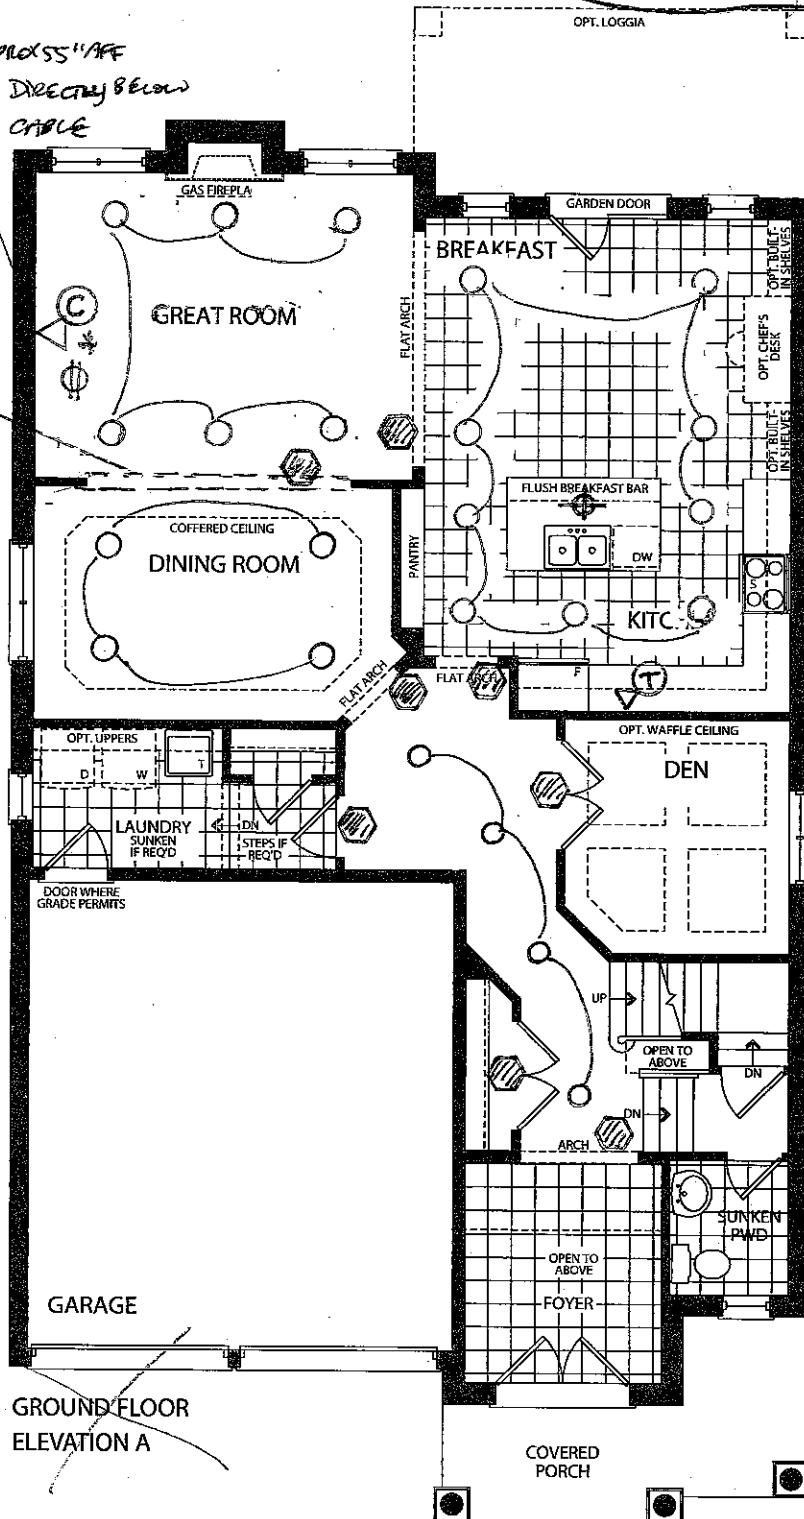 OPT. LOGGIA
55" AFF
DIRECTLY BELOW
CABLE
GAS FIREPLA
GARDEN DOOR
BREAKFAST
OPT. BUILT-
IN SHELVES
C
GREAT ROOM
FLAT ARCH
OPT. CHEF'S
DESK
OPT. BUILT-
IN SHELVES
FLUSH BREAKFAST BAR
COFFERED CEILING
DINING ROOM
PANTRY
DW
S
KITC
FLAT ARCH
FLAT ARCH
F
T
OPT. UPPERS
D
W
T
OPT. WAFFLE CEILING
DEN
LAUNDRY
SUNKEN
IF REQ'D
DN
STEPS IF
REQ'D
DOOR WHERE
GRADE PERMITS
UP
OPEN TO
ABOVE
DN
DN
ARCH
SUNKEN
PWD
OPEN TO
ABOVE
FOYER
GARAGE
GROUND FLOOR
ELEVATION A
COVERED
PORCH